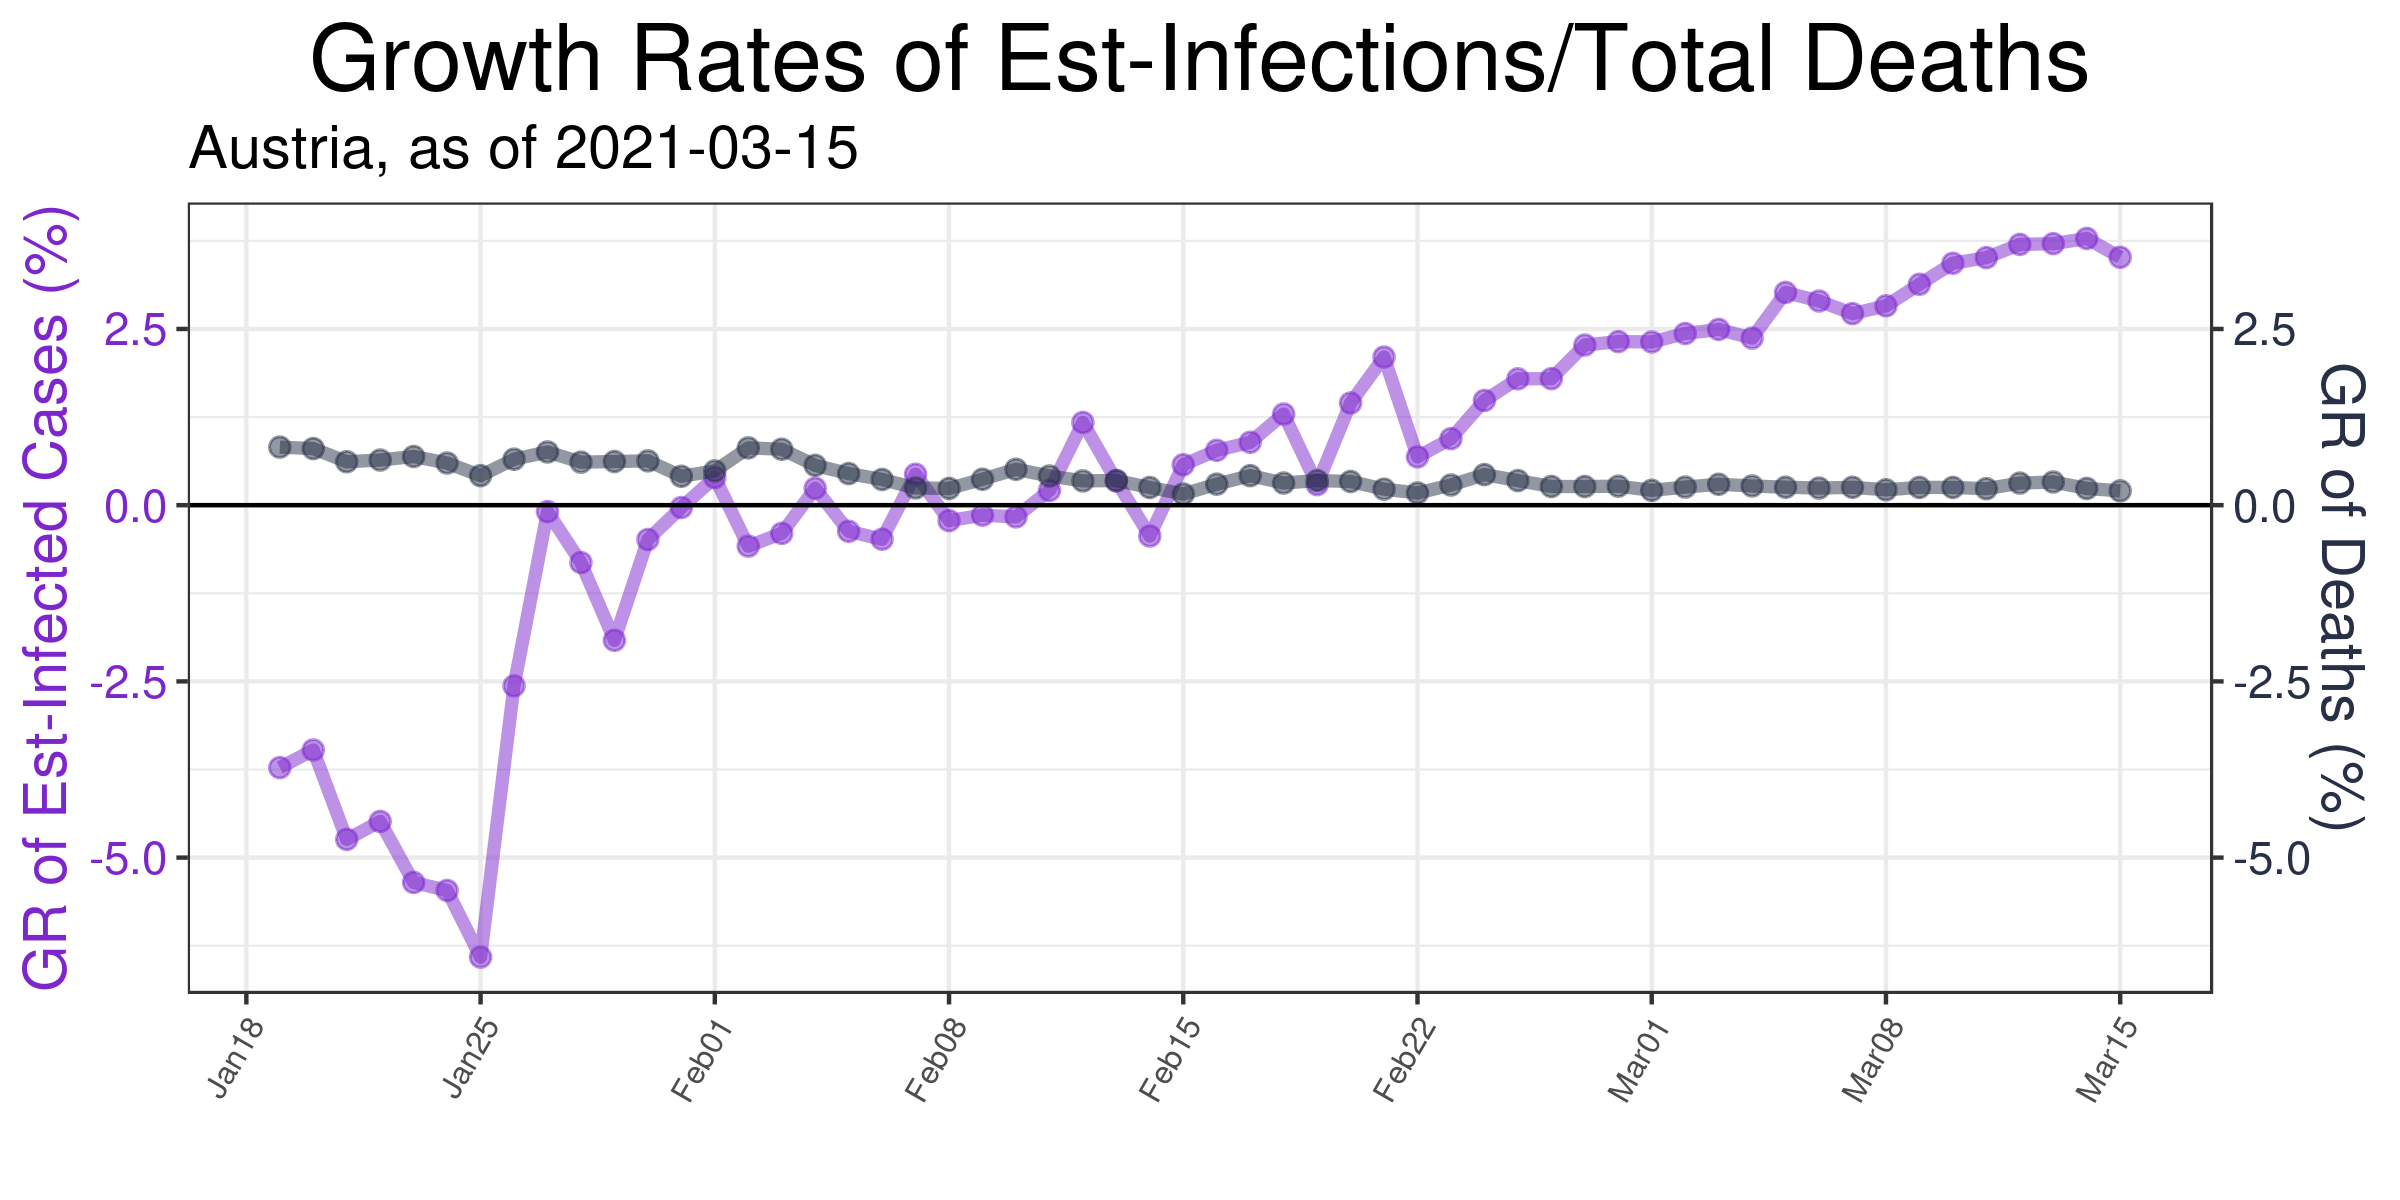 Growth Rates of Est-Infections/Total Deaths
Austria, as of 2021-03-15
GR of Est-Infected Cases (%)
2.5
0.0
-2.5
-5.0
2.5
0.0
-2.5
-5.0
GR of Deaths (%)
Jan18
Jan25
Feb01
Feb08
Feb15
Feb22
Mar01
Mar08
Mar15